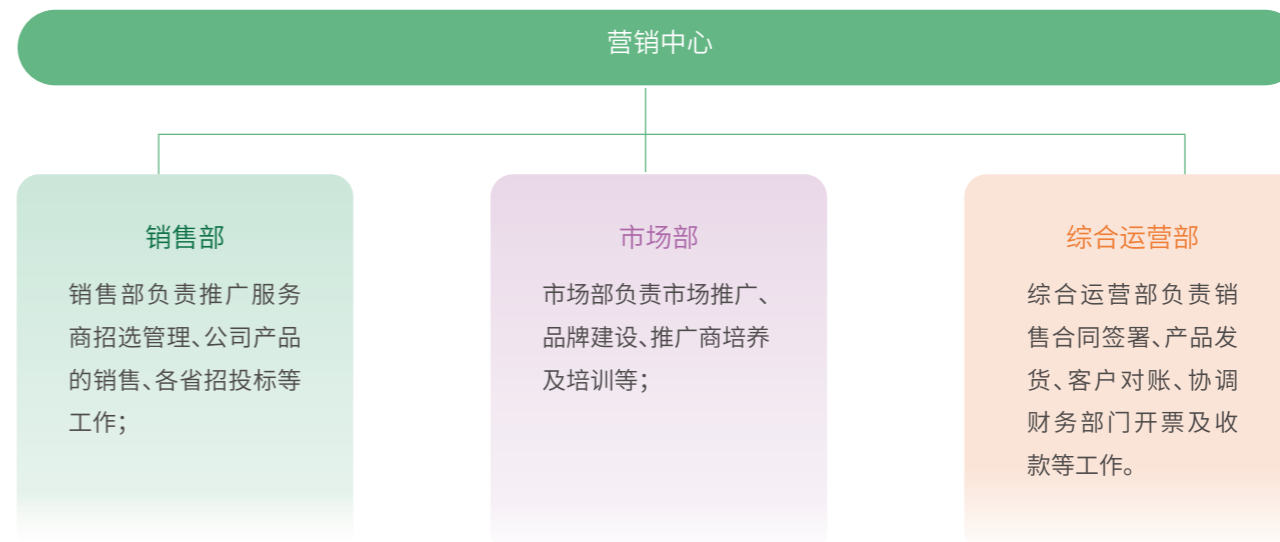 营销中心
销售部
销售部负责推广服务
商招选管理、公司产品
的销售、各省招投标等
工作；
市场部
市场部负责市场推广、
品牌建设、推广商培养
及培训等；
综合运营部
综合运营部负责销
售合同签署、产品发
货、客户对账、协调
财务部门开票及收
款等工作。